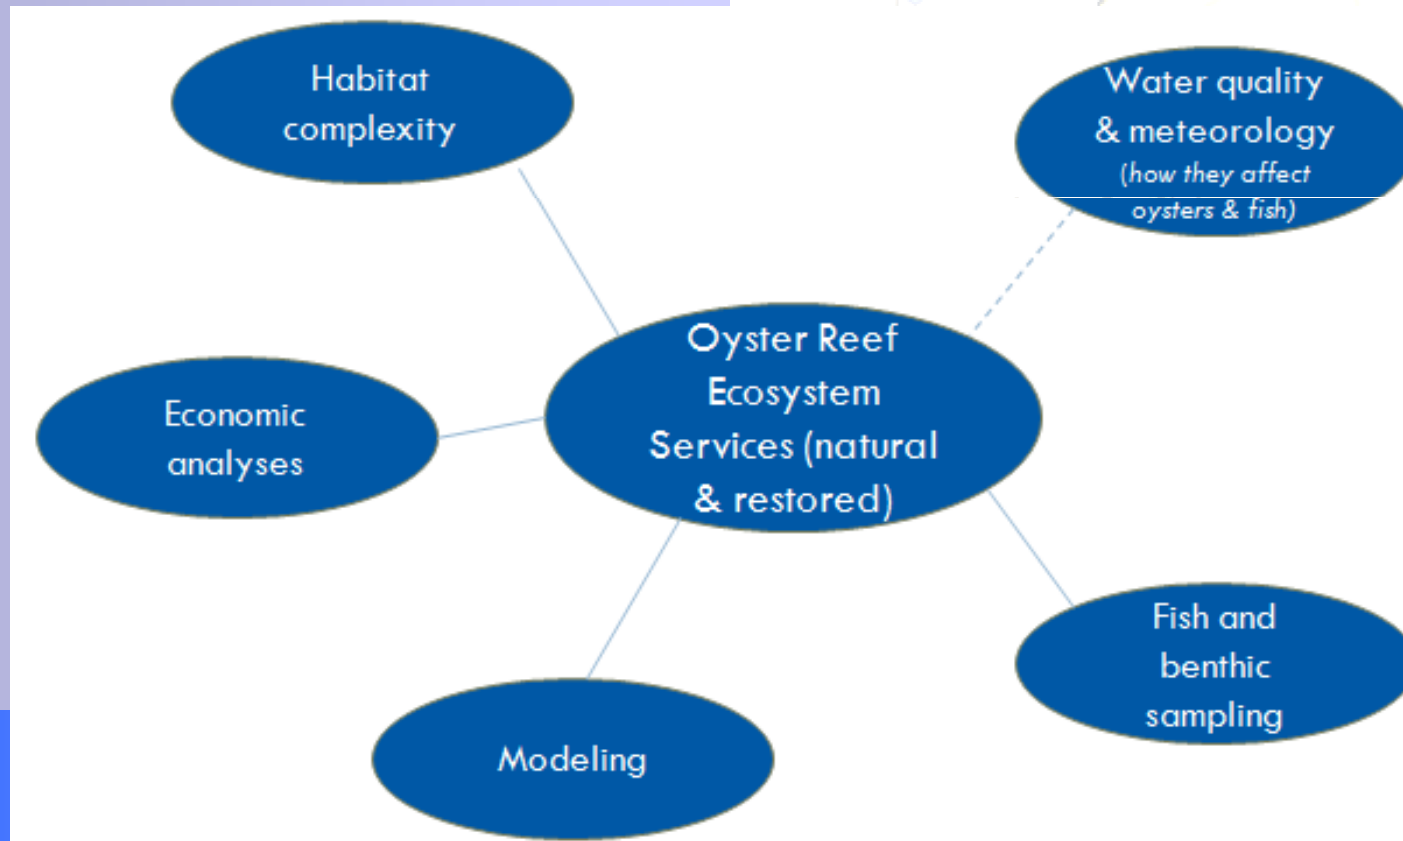 Habitat
complexity
Water quality
& meteorology
(how they affect
oysters & fish)
Oyster Reef
Ecosystem
Services (natural
& restored)
Economic
analyses
Fish and
benthic
sampling
Modeling